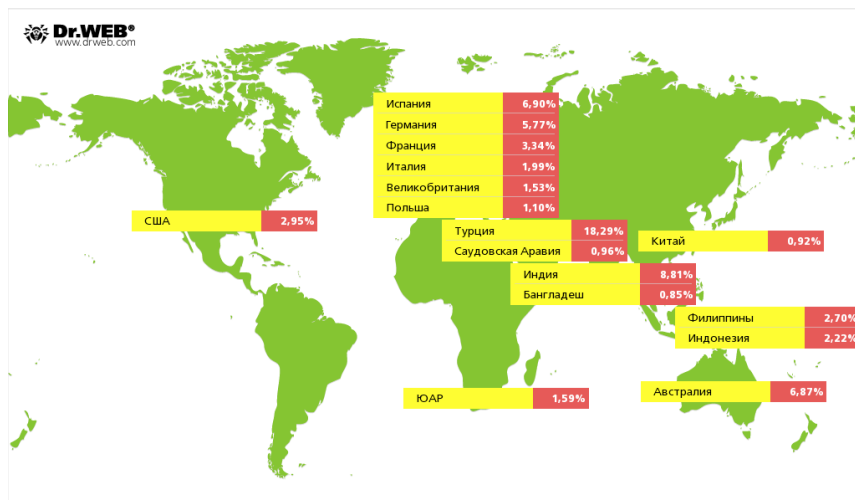 Dr.WEB®
www.drweb.com
Испания 6,90%
Германия 5,77%
Франция 3,34%
Италия 1,99%
Великобритания 1,53%
Польша 1,10%
США 2,95%
Турция 18,29%
Саудовская Аравия 0,96%
Китай 0,92%
Индия 8,81%
Бангладеш 0,85%
Филиппины 2,70%
Индонезия 2,22%
ЮАР 1,59%
Австралия 6,87%